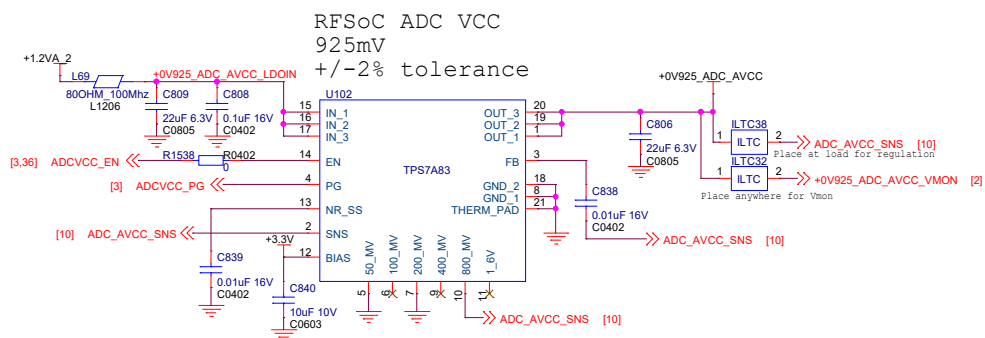 RFSoC ADC VCC
925mV
+/-2% tolerance
+1.2VA_2
L69
80OHM_100Mhz
L1206
+0V925_ADC_AVCC_LDOIN
C809
22uF 6.3V
C0805
C808
0.1uF 16V
C0402
U102
TPS7A83
15 IN_1
16 IN_2
17 IN_3
14 EN
4 PG
13 NR_SS
2 SNS
12 BIAS
OUT_3 20
OUT_2 19
OUT_1 1
FB 3
GND_2 18
GND_1 8
THERM_PAD 21
50_MV 5
100_MV 6
200_MV 7
400_MV 9
800_MV 10
1_6V 11
[3,36] ADCVCC_EN
R1538 R0402
0
[3] ADCVCC_PG
[10] ADC_AVCC_SNS
+3.3V
C839
0.01uF 16V
C0402
C840
10uF 10V
C0603
ADC_AVCC_SNS [10]
C838
0.01uF 16V
C0402
ADC_AVCC_SNS [10]
C806
22uF 6.3V
C0805
+0V925_ADC_AVCC
ILTC38
1 ILTC 2
ADC_AVCC_SNS [10]
Place at load for regulation
ILTC32
1 ILTC 2
+0V925_ADC_AVCC_VMON [2]
Place anywhere for Vmon